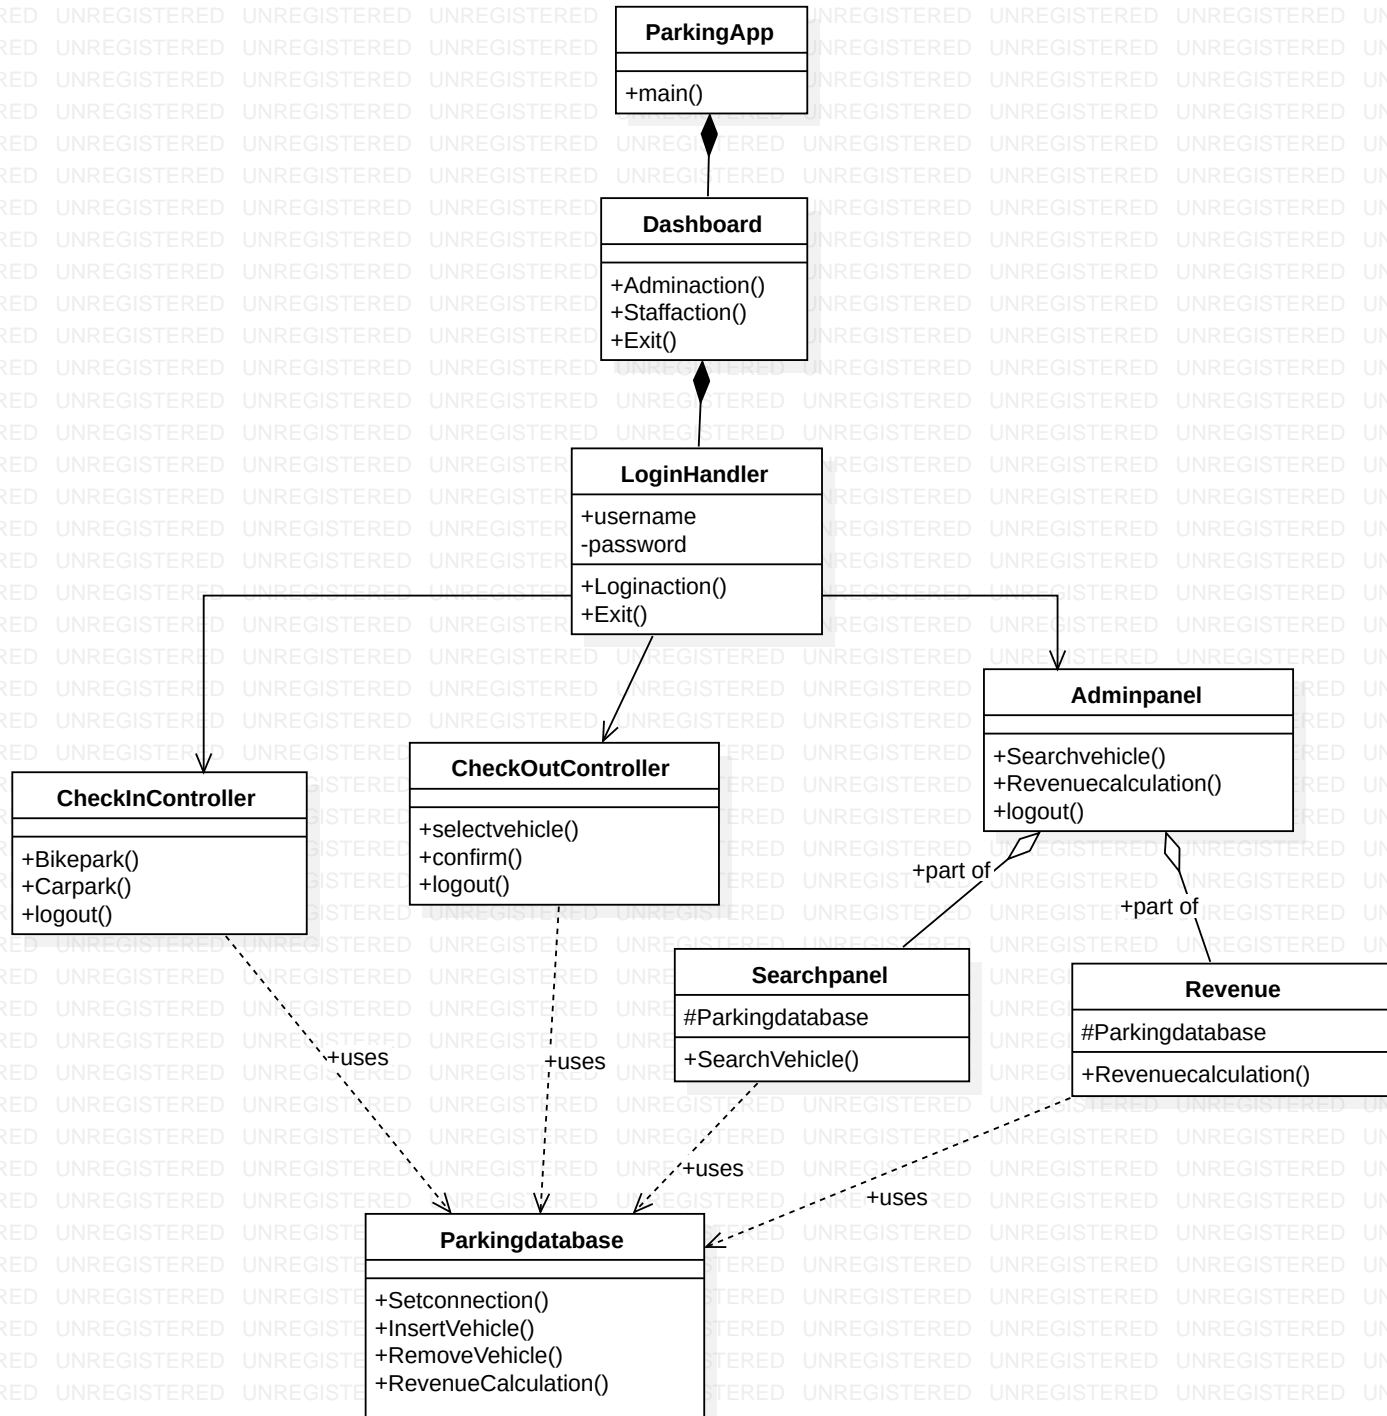 ParkingApp
+main()
Dashboard
+Adminaction()
+Staffaction()
+Exit()
LoginHandler
+username
-password
+Loginaction()
+Exit()
Adminpanel
+Searchvehicle()
+Revenuecalculation()
+logout()
CheckOutController
+selectvehicle()
+confirm()
+logout()
CheckInController
+Bikepark()
+Carpark()
+logout()
+part of
+part of
Searchpanel
#Parkingdatabase
+SearchVehicle()
Revenue
#Parkingdatabase
+Revenuecalculation()
+uses
+uses
+uses
+uses
Parkingdatabase
+Setconnection()
+InsertVehicle()
+RemoveVehicle()
+RevenueCalculation()
UNREGISTERED